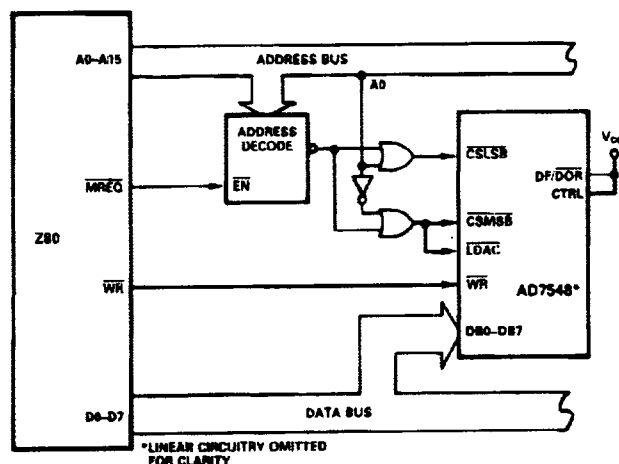 A0–A15
ADDRESS BUS
A0
ADDRESS
DECODE
MREQ
EN
Z80
CSLSB
CSMSB
LDAC
WR
WR
DF/DOR
CTRL
AD7548*
DB0–DB7
D0–D7
DATA BUS
*LINEAR CIRCUITRY OMITTED
FOR CLARITY